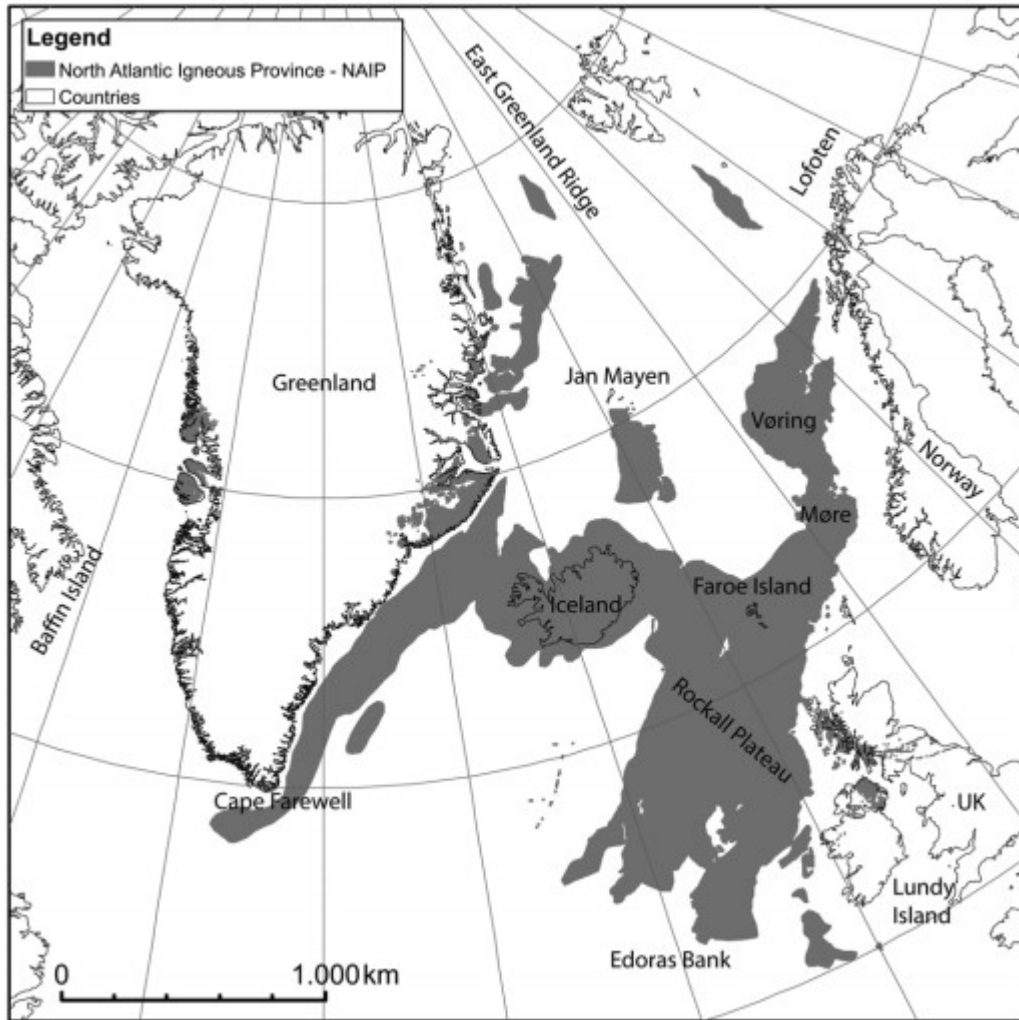 Legend
North Atlantic Igneous Province - NAIP
Countries
East Greenland Ridge
Lofoten
Greenland
Jan Mayen
Vøring
Norway
Møre
Baffin Island
Iceland
Faroe Island
Rockall Plateau
Cape Farewell
UK
Lundy
Island
Edoras Bank
0 1.000 km